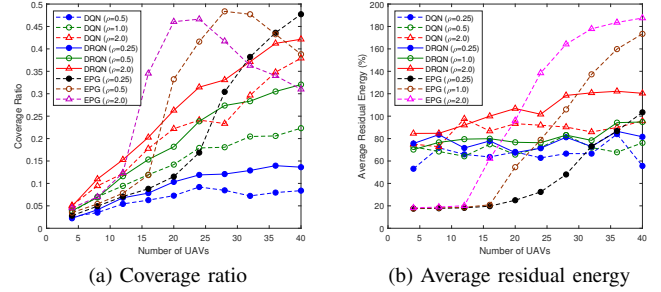 0.5
0.45
0.4
0.35
0.3
0.25
0.2
0.15
0.1
0.05
0
Coverage Ratio
DQN (ρ=0.5)
DQN (ρ=1.0)
DQN (ρ=2.0)
DRQN (ρ=0.25)
DRQN (ρ=0.5)
DRQN (ρ=2.0)
EPG (ρ=0.25)
EPG (ρ=0.5)
EPG (ρ=2.0)
0 5 10 15 20 25 30 35 40
Number of UAVs
(a) Coverage ratio
200
180
160
140
120
100
80
60
40
20
0
Average Residual Energy (%)
DQN (ρ=0.25)
DQN (ρ=0.5)
DQN (ρ=2.0)
DRQN (ρ=0.25)
DRQN (ρ=0.5)
DRQN (ρ=2.0)
EPG (ρ=0.25)
EPG (ρ=1.0)
EPG (ρ=2.0)
0 5 10 15 20 25 30 35 40
Number of UAVs
(b) Average residual energy